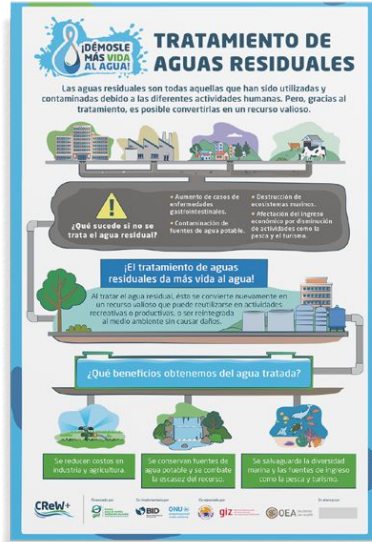 ¡DÉMOSLE
MÁS VIDA
AL AGUA!
TRATAMIENTO DE
AGUAS RESIDUALES
Las aguas residuales son todas aquellas que han sido utilizadas y
contaminadas debido a las diferentes actividades humanas. Pero, gracias al
tratamiento, es posible convertirlas en un recurso valioso.
¿Qué sucede si no se
trata el agua residual?
• Aumento de casos de
enfermedades
gastrointestinales.
• Contaminación de
fuentes de agua potable.
• Destrucción de
ecosistemas marinos.
• Afectación del ingreso
económico por disminución
de actividades como la
pesca y el turismo.
¡El tratamiento de aguas
residuales da más vida al agua!
Al tratar el agua residual, ésta se convierte nuevamente en
un recurso valioso que puede reutilizarse en actividades
recreativas o productivas, o ser reintegrada
al medio ambiente sin causar daños.
¿Qué beneficios obtenemos del agua tratada?
Se reducen costos en
industria y agricultura.
Se conservan fuentes de
agua potable y se combate
la escasez del recurso.
Se salvaguarda la diversidad
marina y las fuentes de ingreso
como la pesca y turismo.
CReW+
BID
ONU
giz
OEA